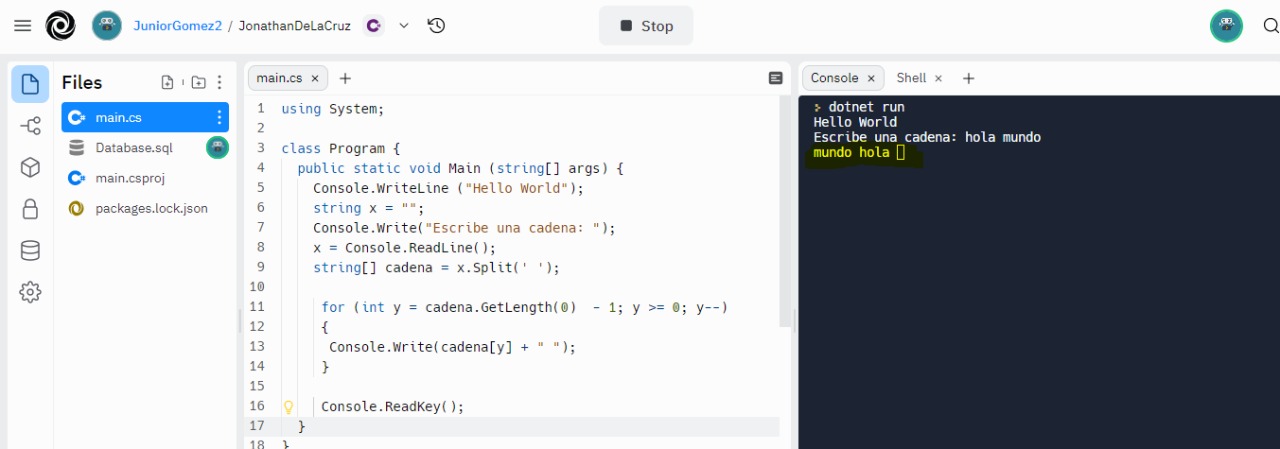 JuniorGomez2 / JonathanDeLaCruz
Stop
Files
main.cs
Database.sql
main.csproj
packages.lock.json
main.cs × +
1 using System;
2
3 class Program {
4 public static void Main (string[] args) {
5 Console.WriteLine ("Hello World");
6 string x = "";
7 Console.Write("Escribe una cadena: ");
8 x = Console.ReadLine();
9 string[] cadena = x.Split(' ');
10
11 for (int y = cadena.GetLength(0)  - 1; y >= 0; y--)
12 {
13 Console.Write(cadena[y] + " ");
14 }
15
16 Console.ReadKey();
17 }
18 }
Console × Shell × +
> dotnet run
Hello World
Escribe una cadena: hola mundo
mundo hola